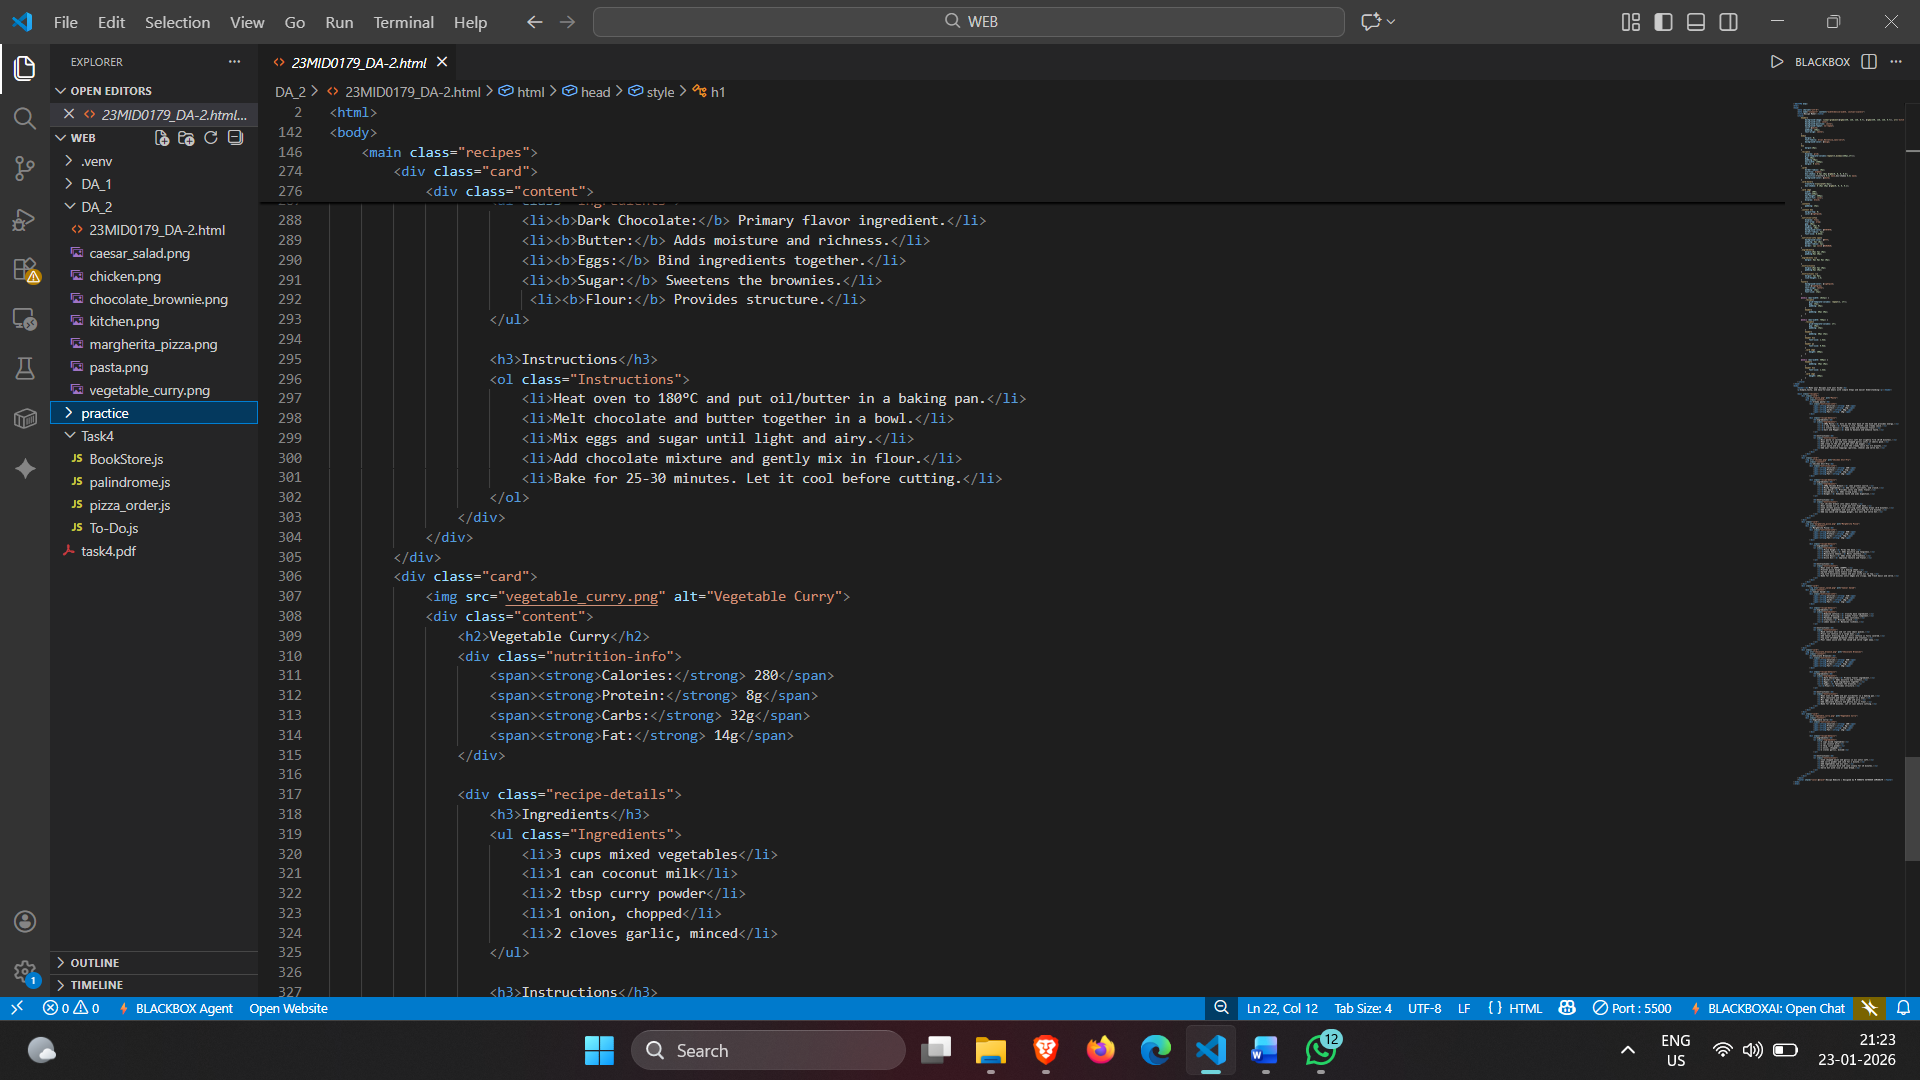 File Edit Selection View Go Run Terminal Help
WEB
EXPLORER
OPEN EDITORS
23MID0179_DA-2.html...
WEB
.venv
DA_1
DA_2
23MID0179_DA-2.html
caesar_salad.png
chicken.png
chocolate_brownie.png
kitchen.png
margherita_pizza.png
pasta.png
vegetable_curry.png
practice
Task4
JS BookStore.js
JS palindrome.js
JS pizza_order.js
JS To-Do.js
task4.pdf
OUTLINE
TIMELINE
23MID0179_DA-2.html
BLACKBOX
DA_2 > 23MID0179_DA-2.html > html > head > style > h1
2 <html>
142 <body>
146 <main class="recipes">
274 <div class="card">
276 <div class="content">
288 <li><b>Dark Chocolate:</b> Primary flavor ingredient.</li>
289 <li><b>Butter:</b> Adds moisture and richness.</li>
290 <li><b>Eggs:</b> Bind ingredients together.</li>
291 <li><b>Sugar:</b> Sweetens the brownies.</li>
292 <li><b>Flour:</b> Provides structure.</li>
293 </ul>
294
295 <h3>Instructions</h3>
296 <ol class="Instructions">
297 <li>Heat oven to 180°C and put oil/butter in a baking pan.</li>
298 <li>Melt chocolate and butter together in a bowl.</li>
299 <li>Mix eggs and sugar until light and airy.</li>
300 <li>Add chocolate mixture and gently mix in flour.</li>
301 <li>Bake for 25-30 minutes. Let it cool before cutting.</li>
302 </ol>
303 </div>
304 </div>
305 </div>
306 <div class="card">
307 <img src="vegetable_curry.png" alt="Vegetable Curry">
308 <div class="content">
309 <h2>Vegetable Curry</h2>
310 <div class="nutrition-info">
311 <span><strong>Calories:</strong> 280</span>
312 <span><strong>Protein:</strong> 8g</span>
313 <span><strong>Carbs:</strong> 32g</span>
314 <span><strong>Fat:</strong> 14g</span>
315 </div>
316
317 <div class="recipe-details">
318 <h3>Ingredients</h3>
319 <ul class="Ingredients">
320 <li>3 cups mixed vegetables</li>
321 <li>1 can coconut milk</li>
322 <li>2 tbsp curry powder</li>
323 <li>1 onion, chopped</li>
324 <li>2 cloves garlic, minced</li>
325 </ul>
326
327 <h3>Instructions</h3>
1
0 0 BLACKBOX Agent Open Website
Ln 22, Col 12 Tab Size: 4 UTF-8 LF { } HTML Port : 5500 BLACKBOXAI: Open Chat
Search
12
ENG
US
21:23
23-01-2026